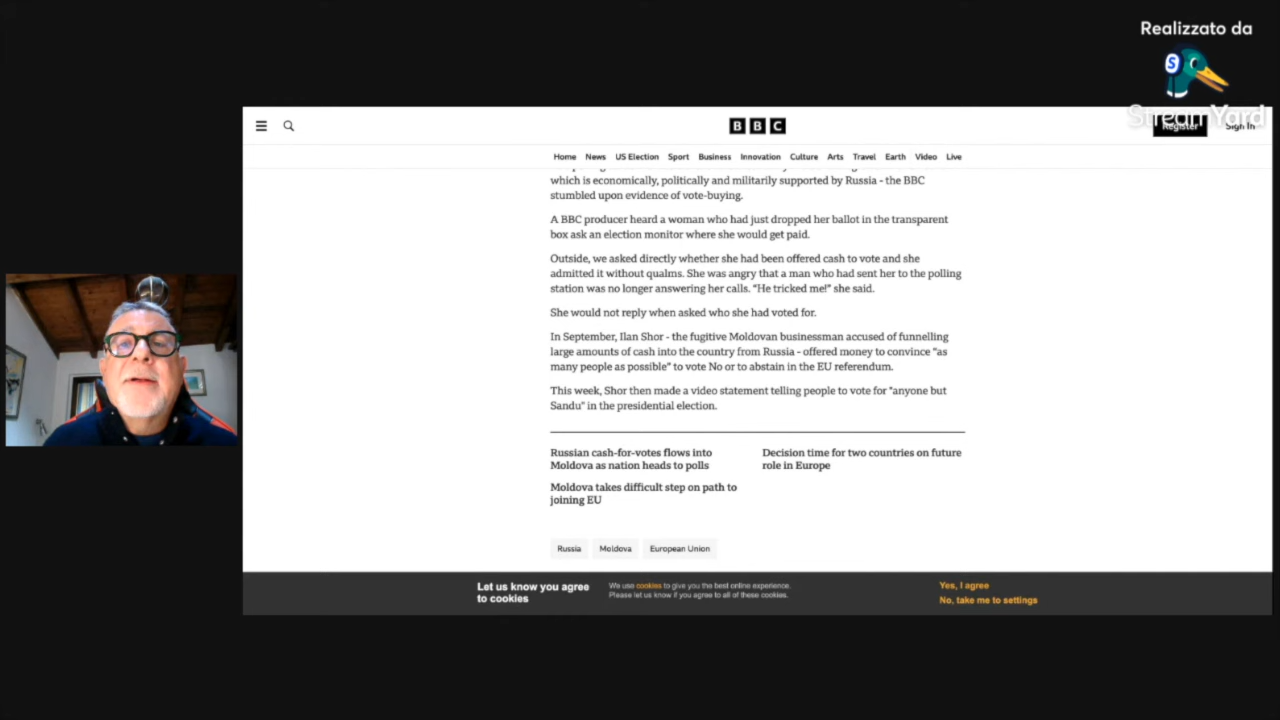 Realizzato da
S
StreamYard
BBC
Register
Sign In
Home News US Election Sport Business Innovation Culture Arts Travel Earth Video Live
which is economically, politically and militarily supported by Russia - the BBC
stumbled upon evidence of vote-buying.
A BBC producer heard a woman who had just dropped her ballot in the transparent
box ask an election monitor where she would get paid.
Outside, we asked directly whether she had been offered cash to vote and she
admitted it without qualms. She was angry that a man who had sent her to the polling
station was no longer answering her calls. "He tricked me!" she said.
She would not reply when asked who she had voted for.
In September, Ilan Shor - the fugitive Moldovan businessman accused of funnelling
large amounts of cash into the country from Russia - offered money to convince "as
many people as possible" to vote No or to abstain in the EU referendum.
This week, Shor then made a video statement telling people to vote for "anyone but
Sandu" in the presidential election.
Russian cash-for-votes flows into
Moldova as nation heads to polls
Decision time for two countries on future
role in Europe
Moldova takes difficult step on path to
joining EU
Russia Moldova European Union
Let us know you agree
to cookies
We use cookies to give you the best online experience.
Please let us know if you agree to all of these cookies.
Yes, I agree
No, take me to settings